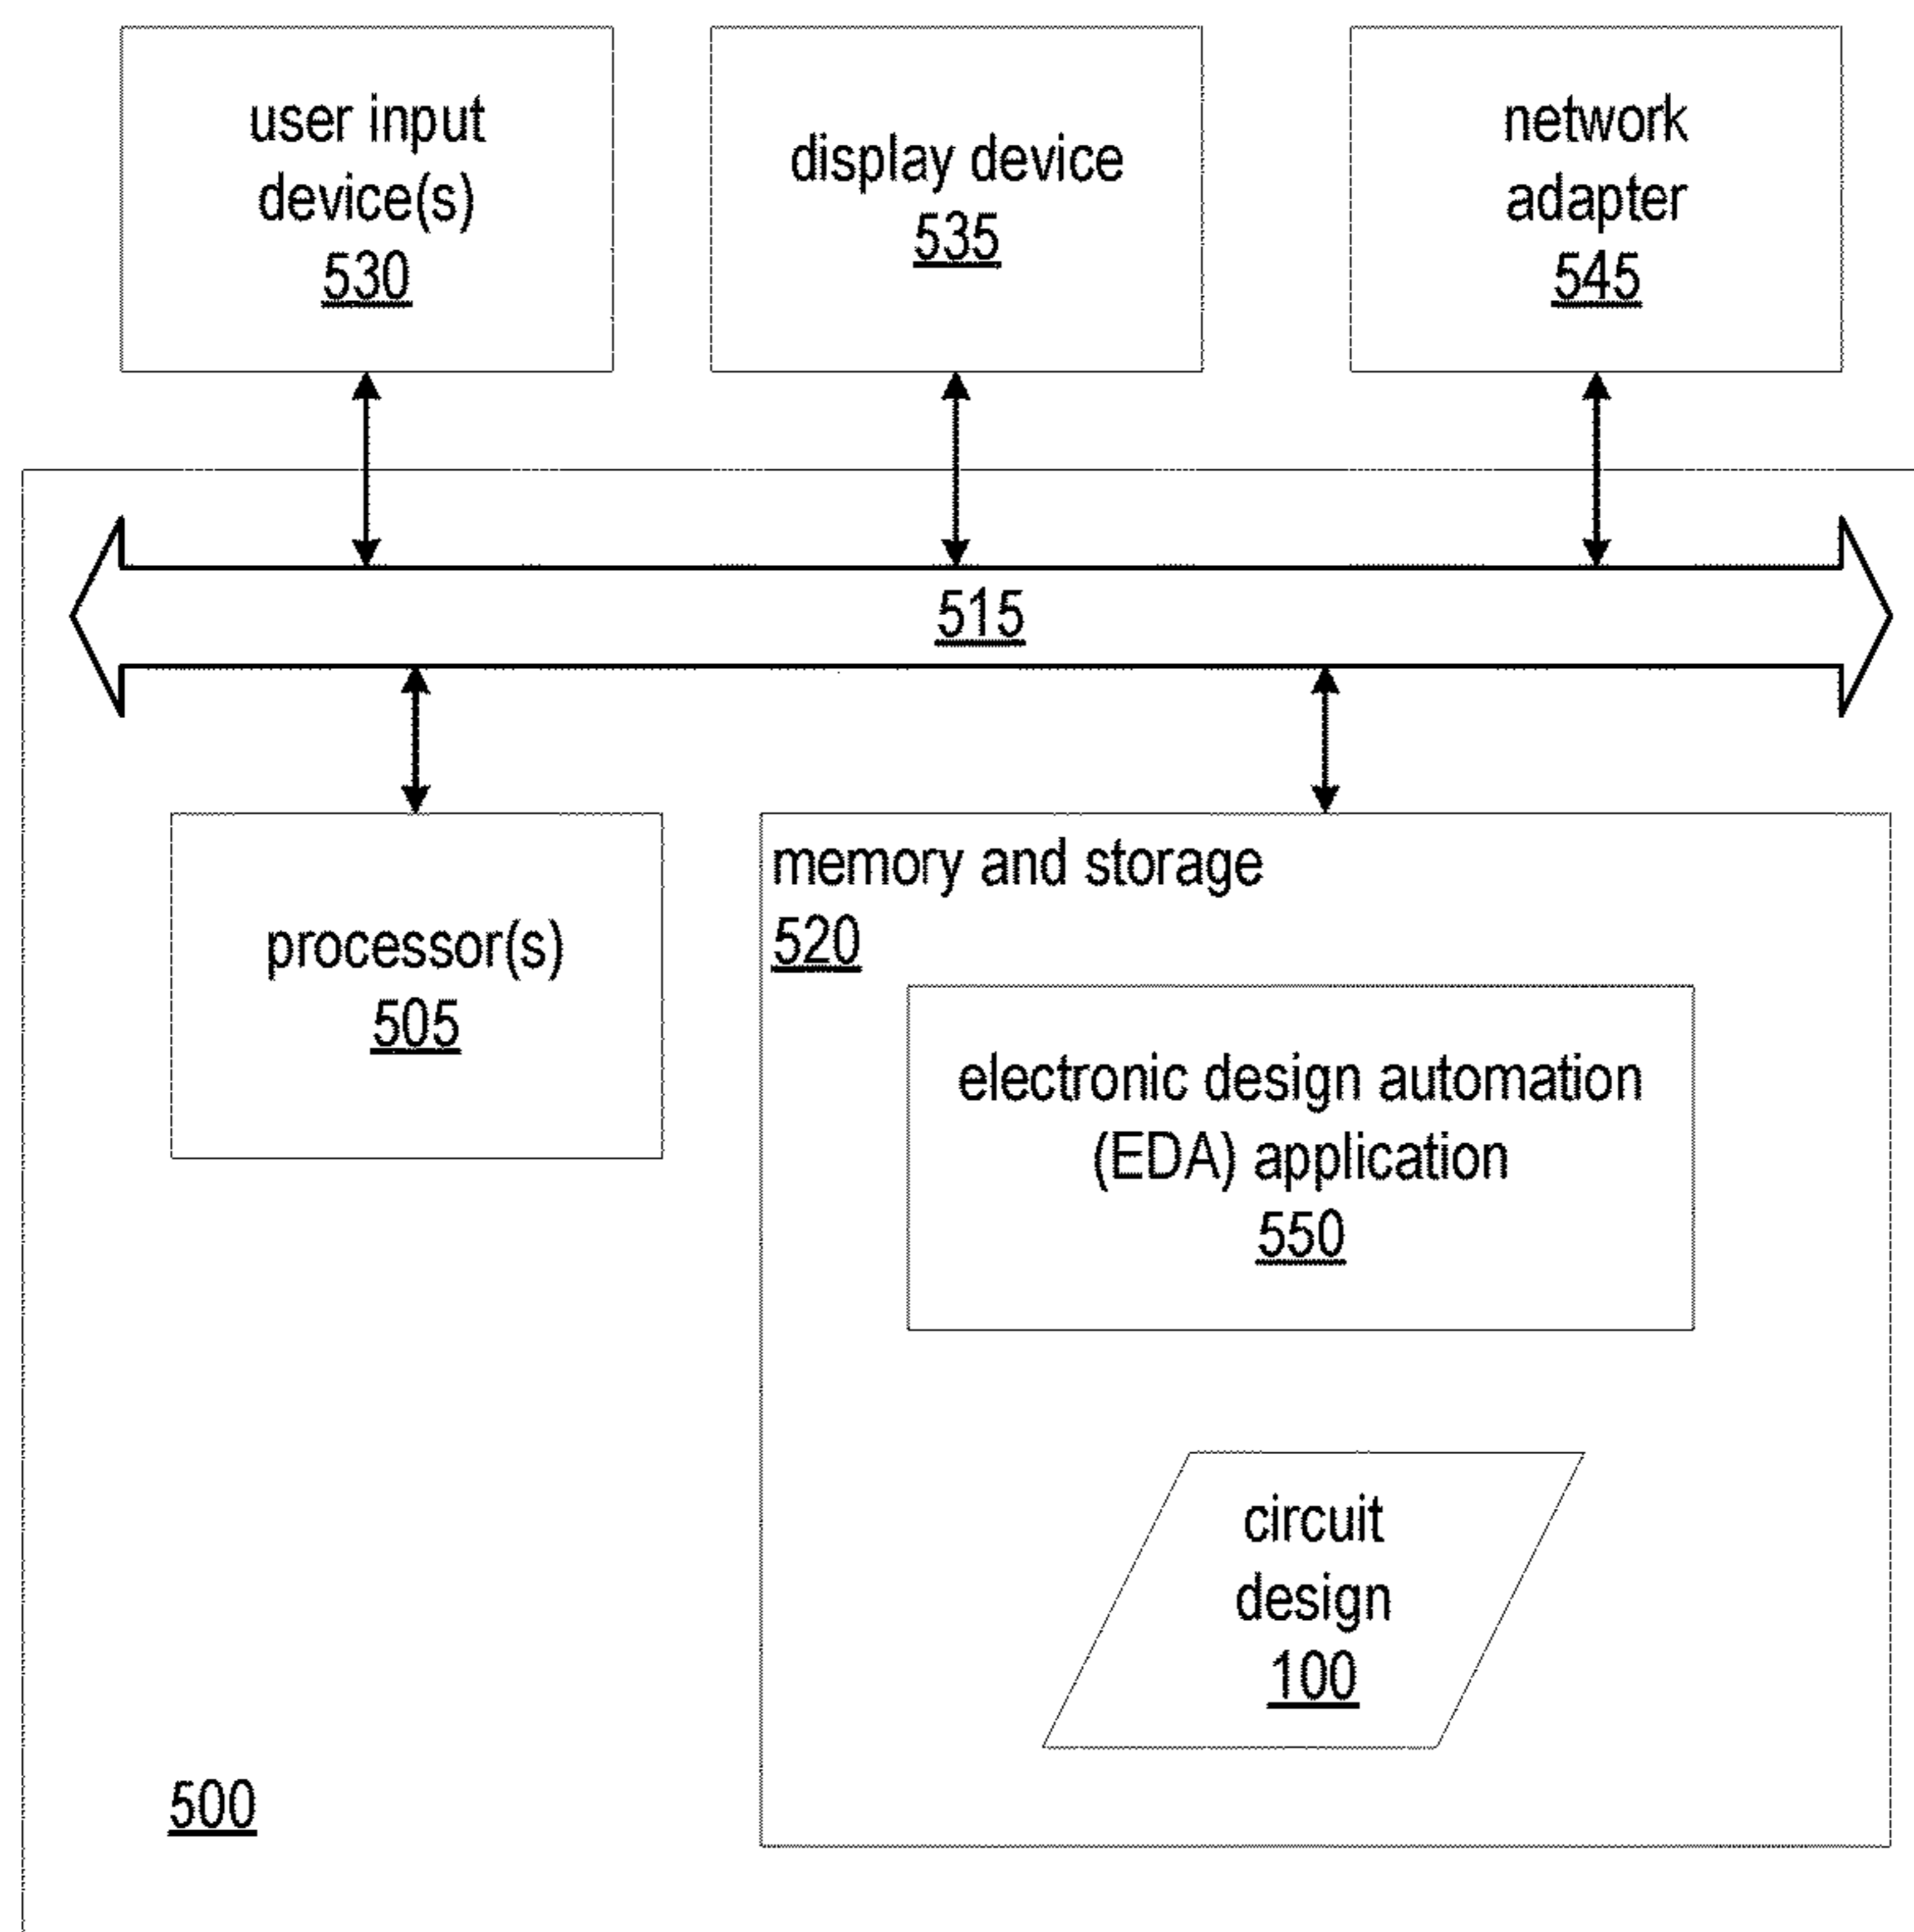 user input
device(s)
530
display device
535
network
adapter
545
515
processor(s)
505
memory and storage
520
electronic design automation
(EDA) application
550
circuit
design
100
500